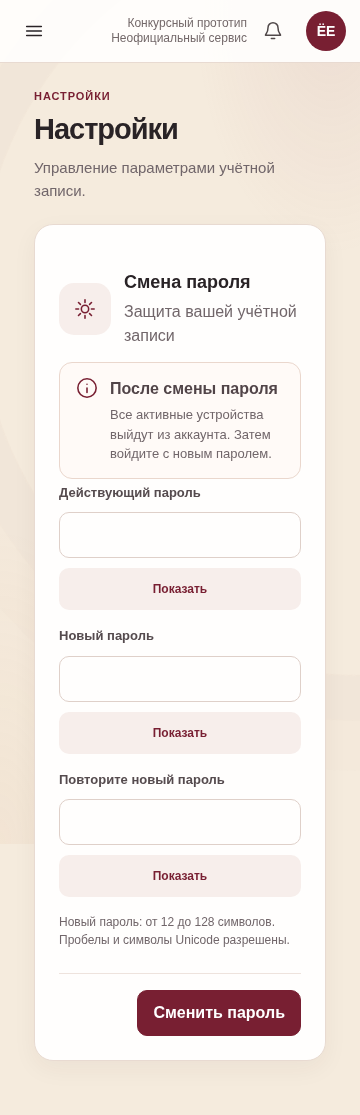 Конкурсный прототип
Неофициальный сервис
ЁЕ
НАСТРОЙКИ
Настройки
Управление параметрами учётной
записи.
Смена пароля
Защита вашей учётной
записи
После смены пароля
Все активные устройства
выйдут из аккаунта. Затем
войдите с новым паролем.
Действующий пароль
Показать
Новый пароль
Показать
Повторите новый пароль
Показать
Новый пароль: от 12 до 128 символов.
Пробелы и символы Unicode разрешены.
Сменить пароль